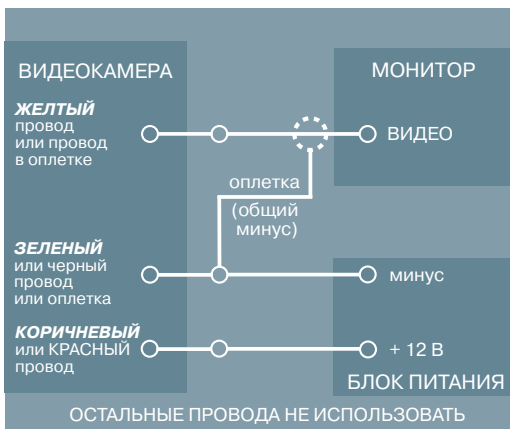 ВИДЕОКАМЕРА
ЖЕЛТЫЙ
провод
или провод
в оплетке
МОНИТОР
ВИДЕО
оплетка
(общий
минус)
ЗЕЛЕНЫЙ
или черный
провод
или оплетка
минус
КОРИЧНЕВЫЙ
или КРАСНЫЙ
провод
+ 12 В
БЛОК ПИТАНИЯ
ОСТАЛЬНЫЕ ПРОВОДА НЕ ИСПОЛЬЗОВАТЬ